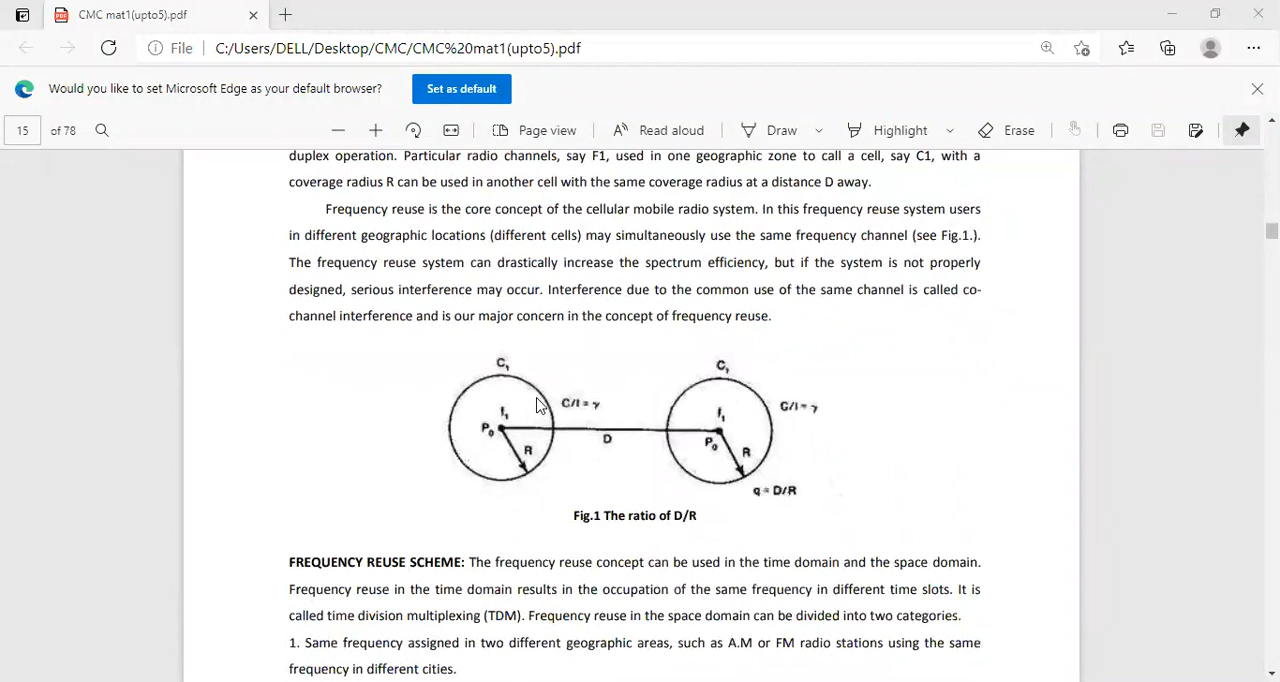 CMC mat1(upto5).pdf
File C:/Users/DELL/Desktop/CMC/CMC%20mat1(upto5).pdf
Would you like to set Microsoft Edge as your default browser? Set as default
15 of 78 Page view Read aloud Draw Highlight Erase
duplex operation. Particular radio channels, say F1, used in one geographic zone to call a cell, say C1, with a
coverage radius R can be used in another cell with the same coverage radius at a distance D away.
Frequency reuse is the core concept of the cellular mobile radio system. In this frequency reuse system users
in different geographic locations (different cells) may simultaneously use the same frequency channel (see Fig.1.).
The frequency reuse system can drastically increase the spectrum efficiency, but if the system is not properly
designed, serious interference may occur. Interference due to the common use of the same channel is called co-
channel interference and is our major concern in the concept of frequency reuse.
C₁ C₁
C/I = γ C/I = γ
f₁ f₁
P₀ D P₀
R R
q = D/R
Fig.1 The ratio of D/R
FREQUENCY REUSE SCHEME: The frequency reuse concept can be used in the time domain and the space domain.
Frequency reuse in the time domain results in the occupation of the same frequency in different time slots. It is
called time division multiplexing (TDM). Frequency reuse in the space domain can be divided into two categories.
1. Same frequency assigned in two different geographic areas, such as A.M or FM radio stations using the same
frequency in different cities.